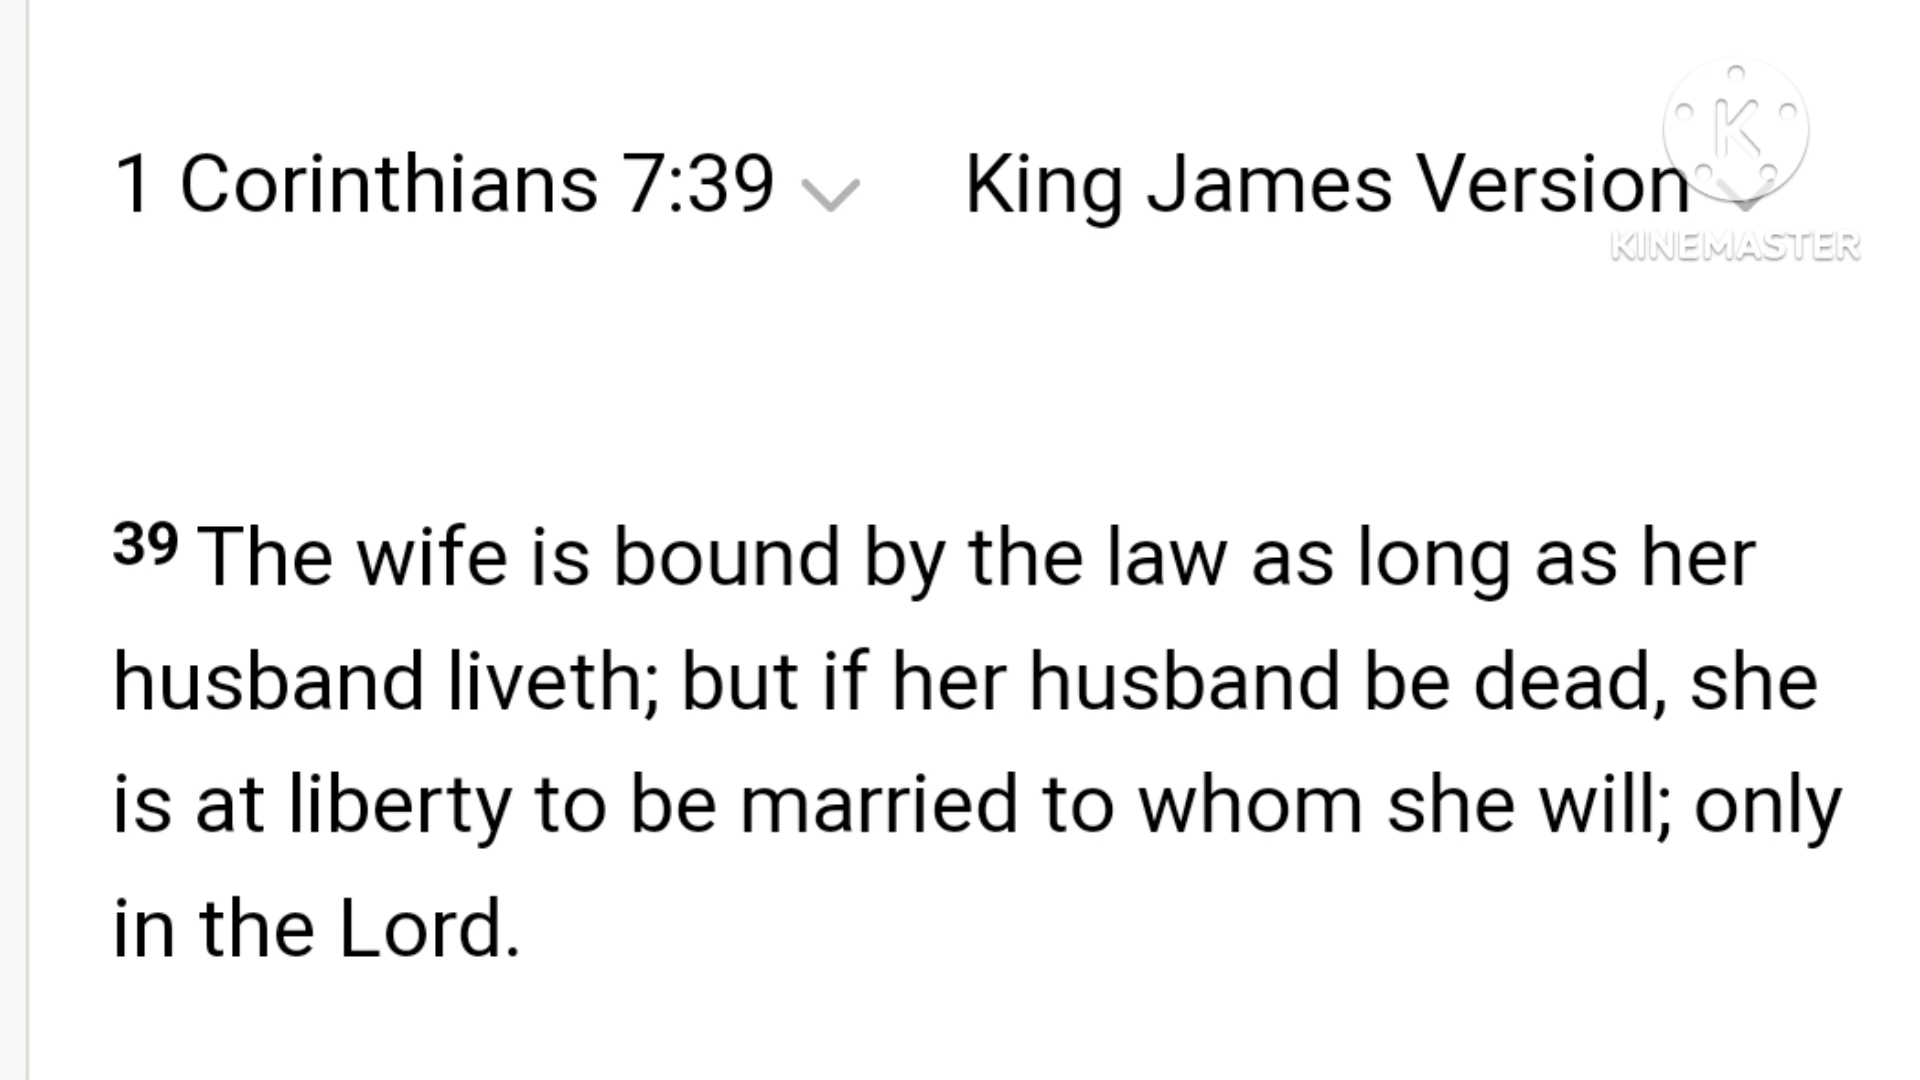 1 Corinthians 7:39 King James Version
KINEMASTER
39 The wife is bound by the law as long as her
husband liveth; but if her husband be dead, she
is at liberty to be married to whom she will; only
in the Lord.